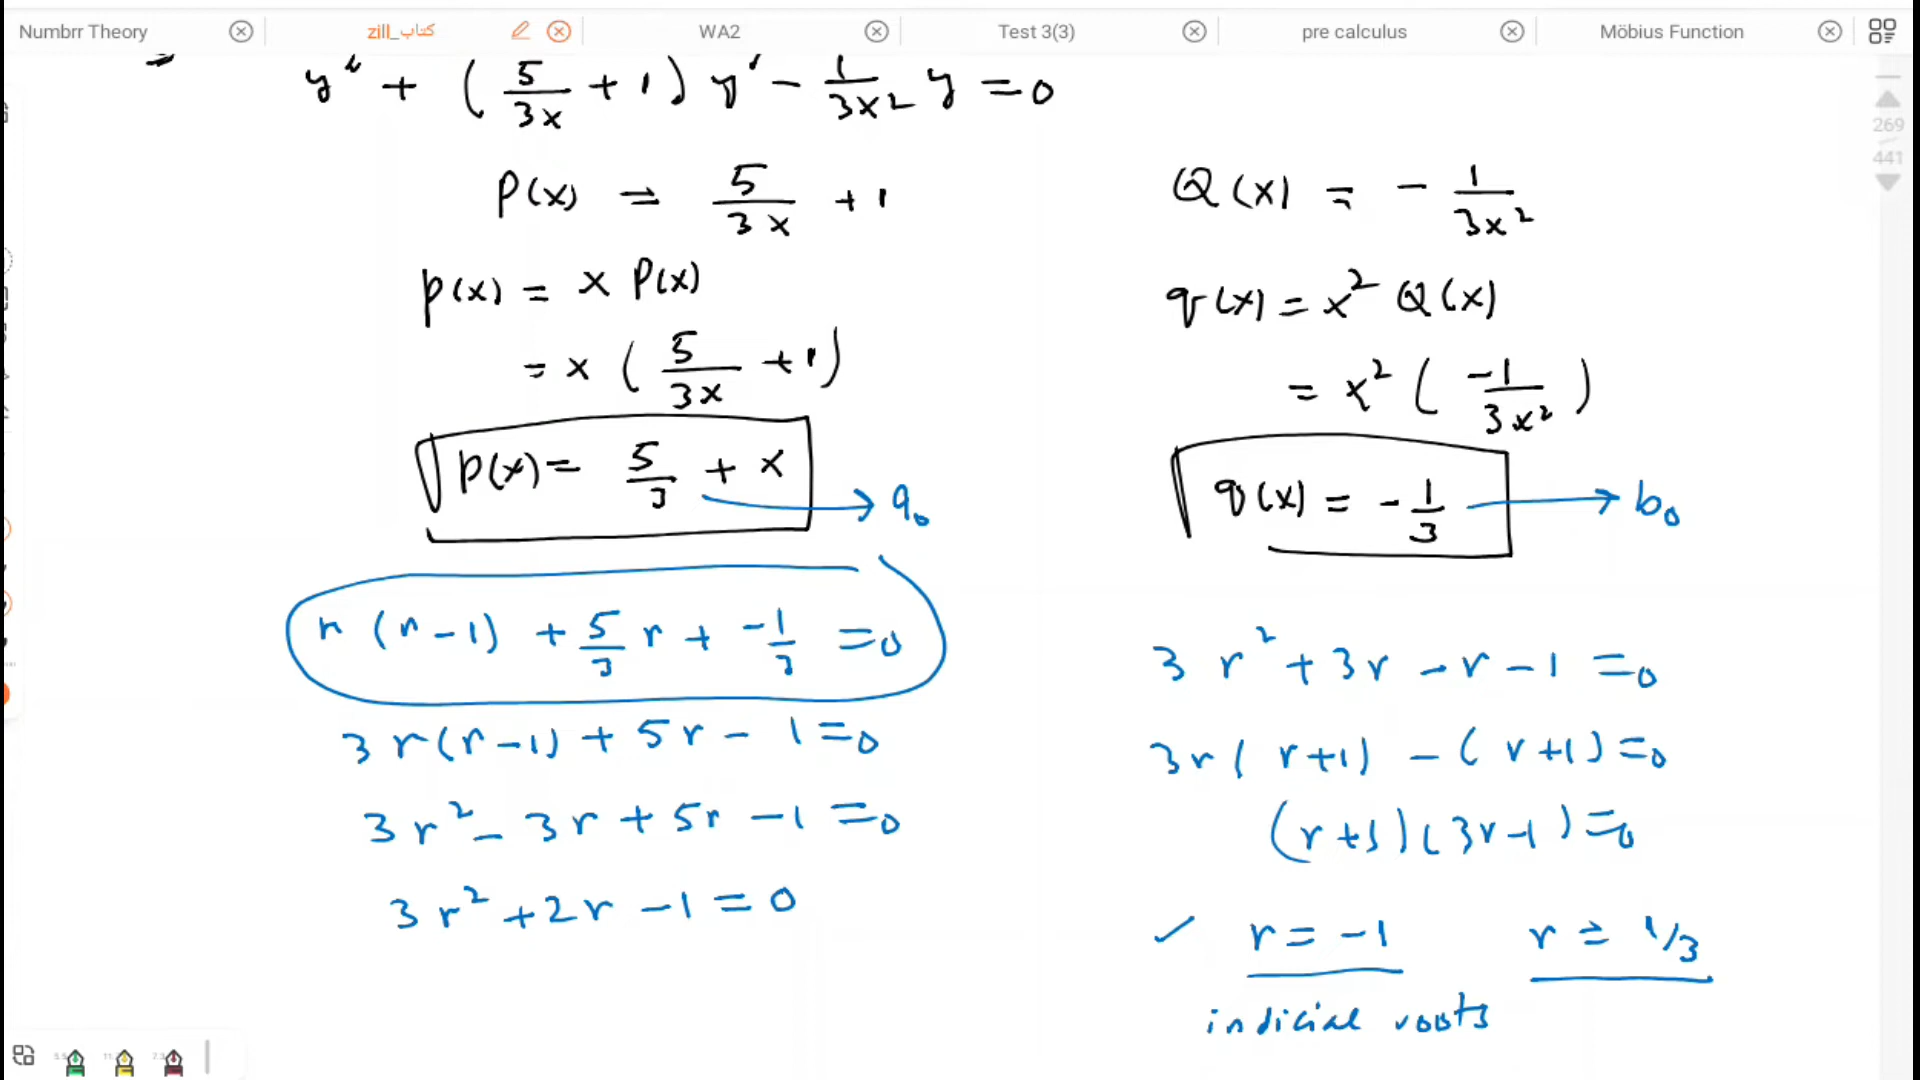 Numbrr Theory
zill_كتاب
WA2
Test 3(3)
pre calculus
Möbius Function
269
441
y'' + (5/3x + 1) y' - 1/3x² y = 0
P(x) = 5/3x + 1
p(x) = x P(x)
= x (5/3x + 1)
p(x) = 5/3 + x → a₀
r (r-1) + 5/3 r + -1/3 = 0
3r(r-1) + 5r - 1 = 0
3r² - 3r + 5r - 1 = 0
3r² + 2r - 1 = 0
Q(x) = - 1/3x²
q(x) = x² Q(x)
= x² (-1/3x²)
q(x) = - 1/3 → b₀
3r² + 3r - r - 1 = 0
3r(r+1) - (r+1) = 0
(r+1)(3r-1) = 0
✓ r = -1 r = 1/3
indicial roots